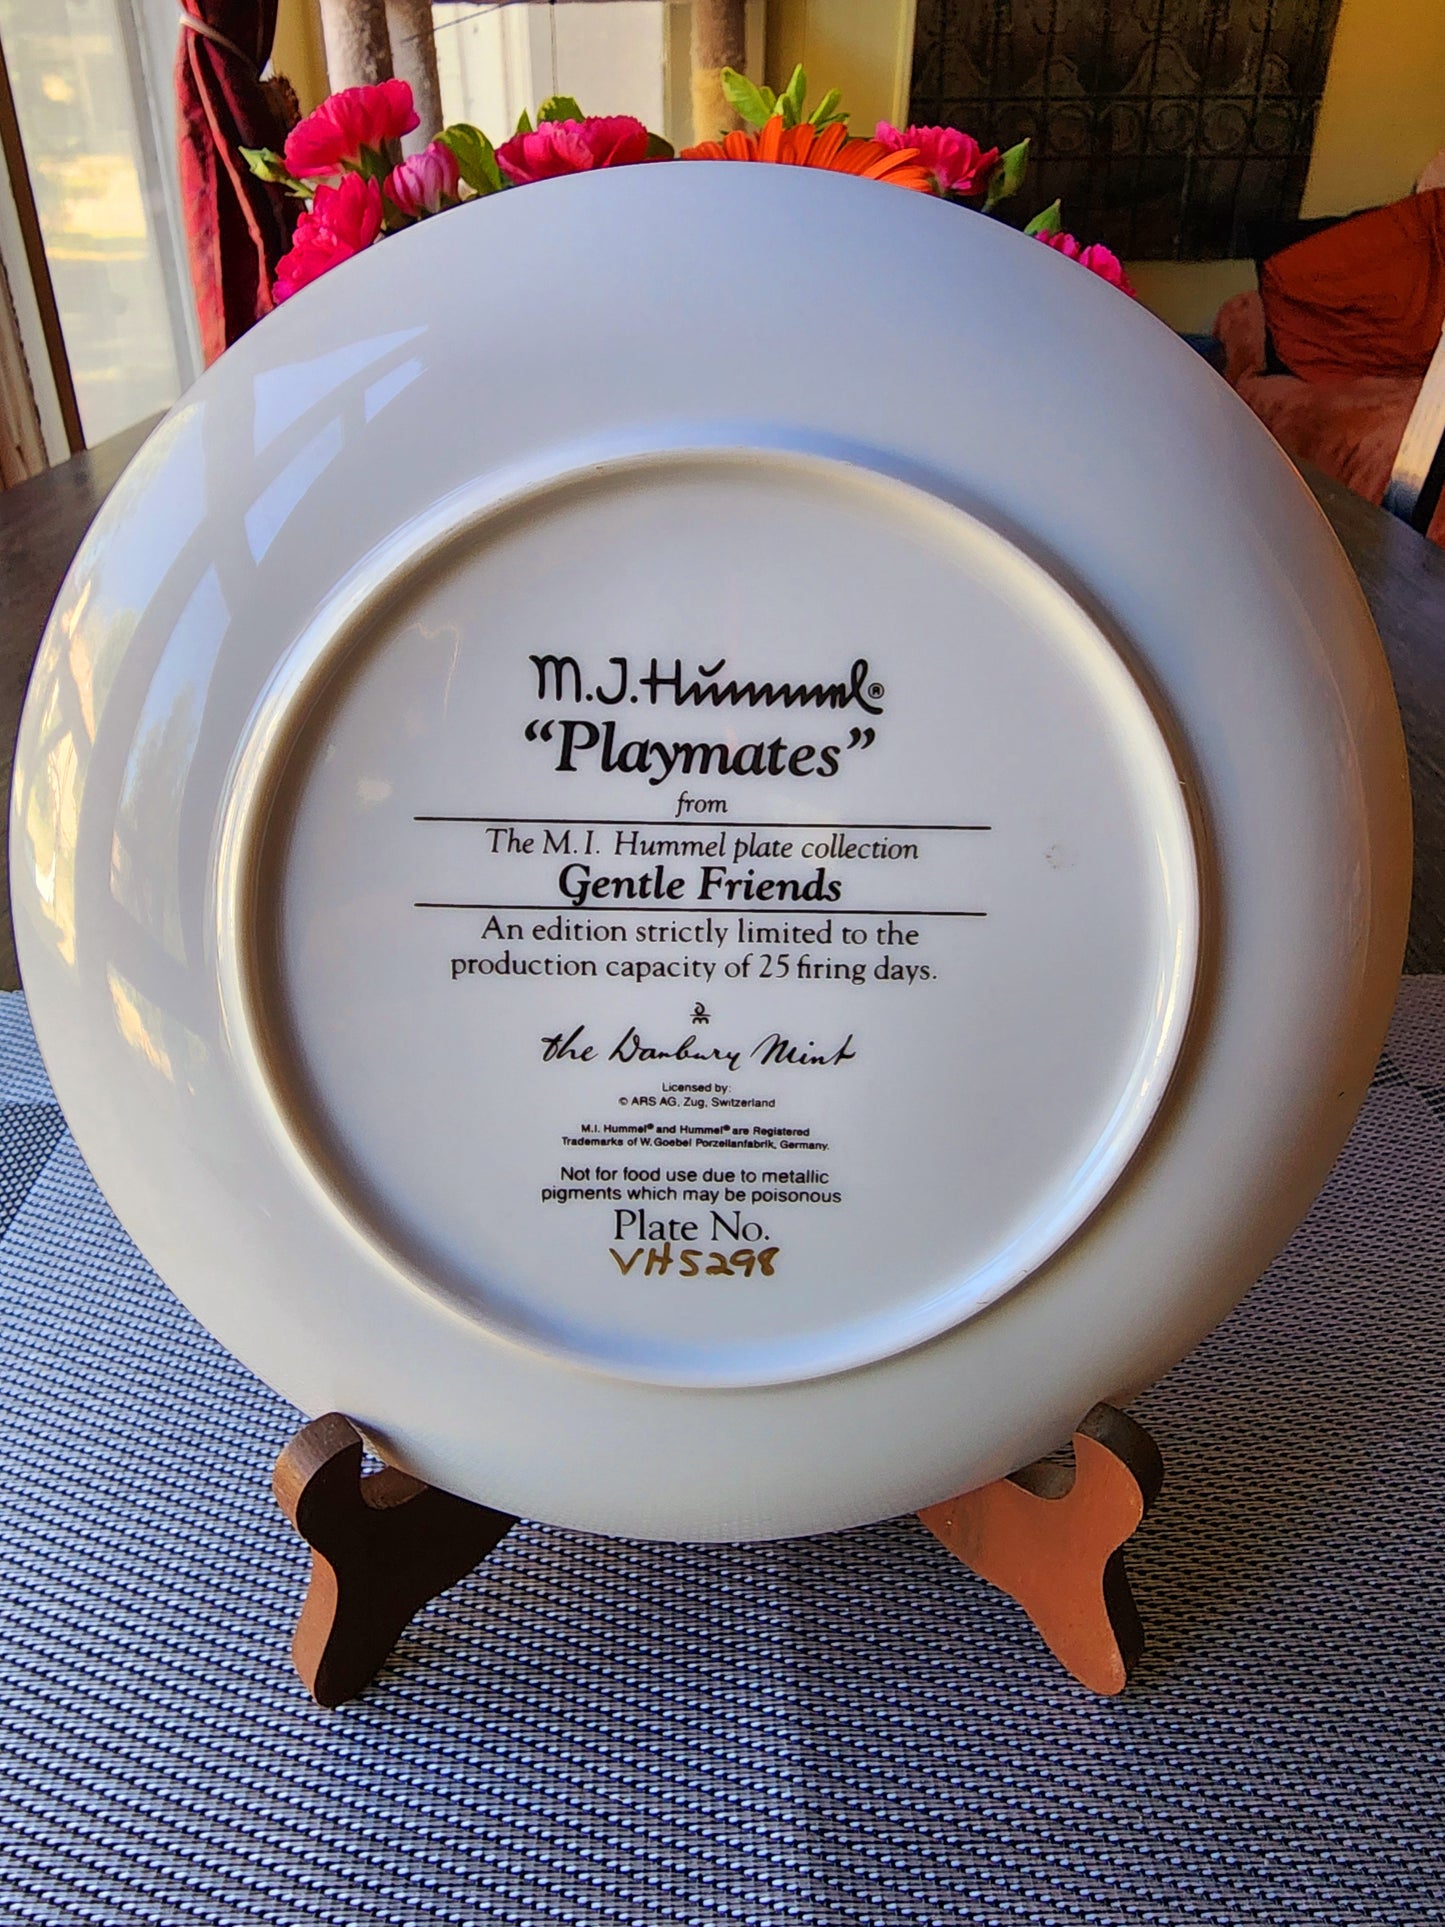 M.J. Hummel®
“Playmates”
from
The M. I. Hummel plate collection
Gentle Friends
An edition strictly limited to the
production capacity of 25 firing days.
the Danbury Mint
Licensed by:
© ARS AG, Zug, Switzerland
M.I. Hummel® and Hummel® are Registered
Trademarks of W. Goebel Porzellanfabrik, Germany.
Not for food use due to metallic
pigments which may be poisonous
Plate No.
VH5298